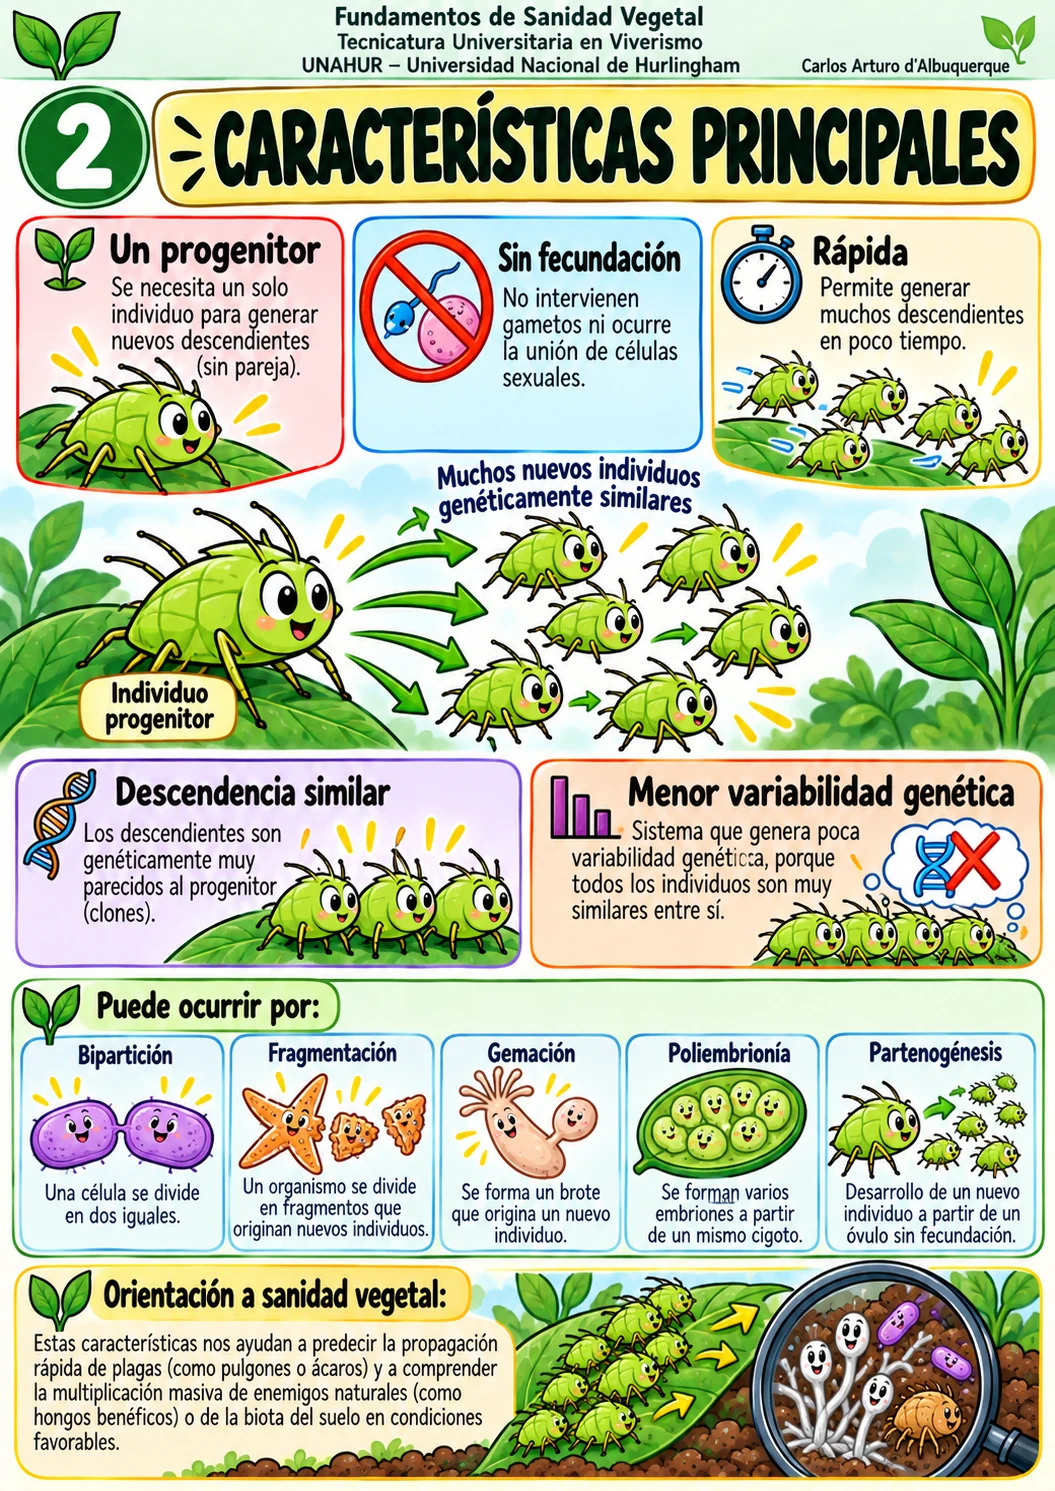 Fundamentos de Sanidad Vegetal
Tecnicatura Universitaria en Viverismo
UNAHUR – Universidad Nacional de Hurlingham
Carlos Arturo d'Albuquerque
2
CARACTERÍSTICAS PRINCIPALES
Un progenitor
Se necesita un solo
individuo para generar
nuevos descendientes
(sin pareja).
Sin fecundación
No intervienen
gametos ni ocurre
la unión de células
sexuales.
Rápida
Permite generar
muchos descendientes
en poco tiempo.
Muchos nuevos individuos
genéticamente similares
Individuo
progenitor
Descendencia similar
Los descendientes son
genéticamente muy
parecidos al progenitor
(clones).
Menor variabilidad genética
Sistema que genera poca
variabilidad genética, porque
todos los individuos son muy
similares entre sí.
Puede ocurrir por:
Bipartición
Una célula se divide
en dos iguales.
Fragmentación
Un organismo se divide
en fragmentos que
originan nuevos individuos.
Gemación
Se forma un brote
que origina un nuevo
individuo.
Poliembrionía
Se forman varios
embriones a partir
de un mismo cigoto.
Partenogénesis
Desarrollo de un nuevo
individuo a partir de un
óvulo sin fecundación.
Orientación a sanidad vegetal:
Estas características nos ayudan a predecir la propagación
rápida de plagas (como pulgones o ácaros) y a comprender
la multiplicación masiva de enemigos naturales (como
hongos benéficos) o de la biota del suelo en condiciones
favorables.